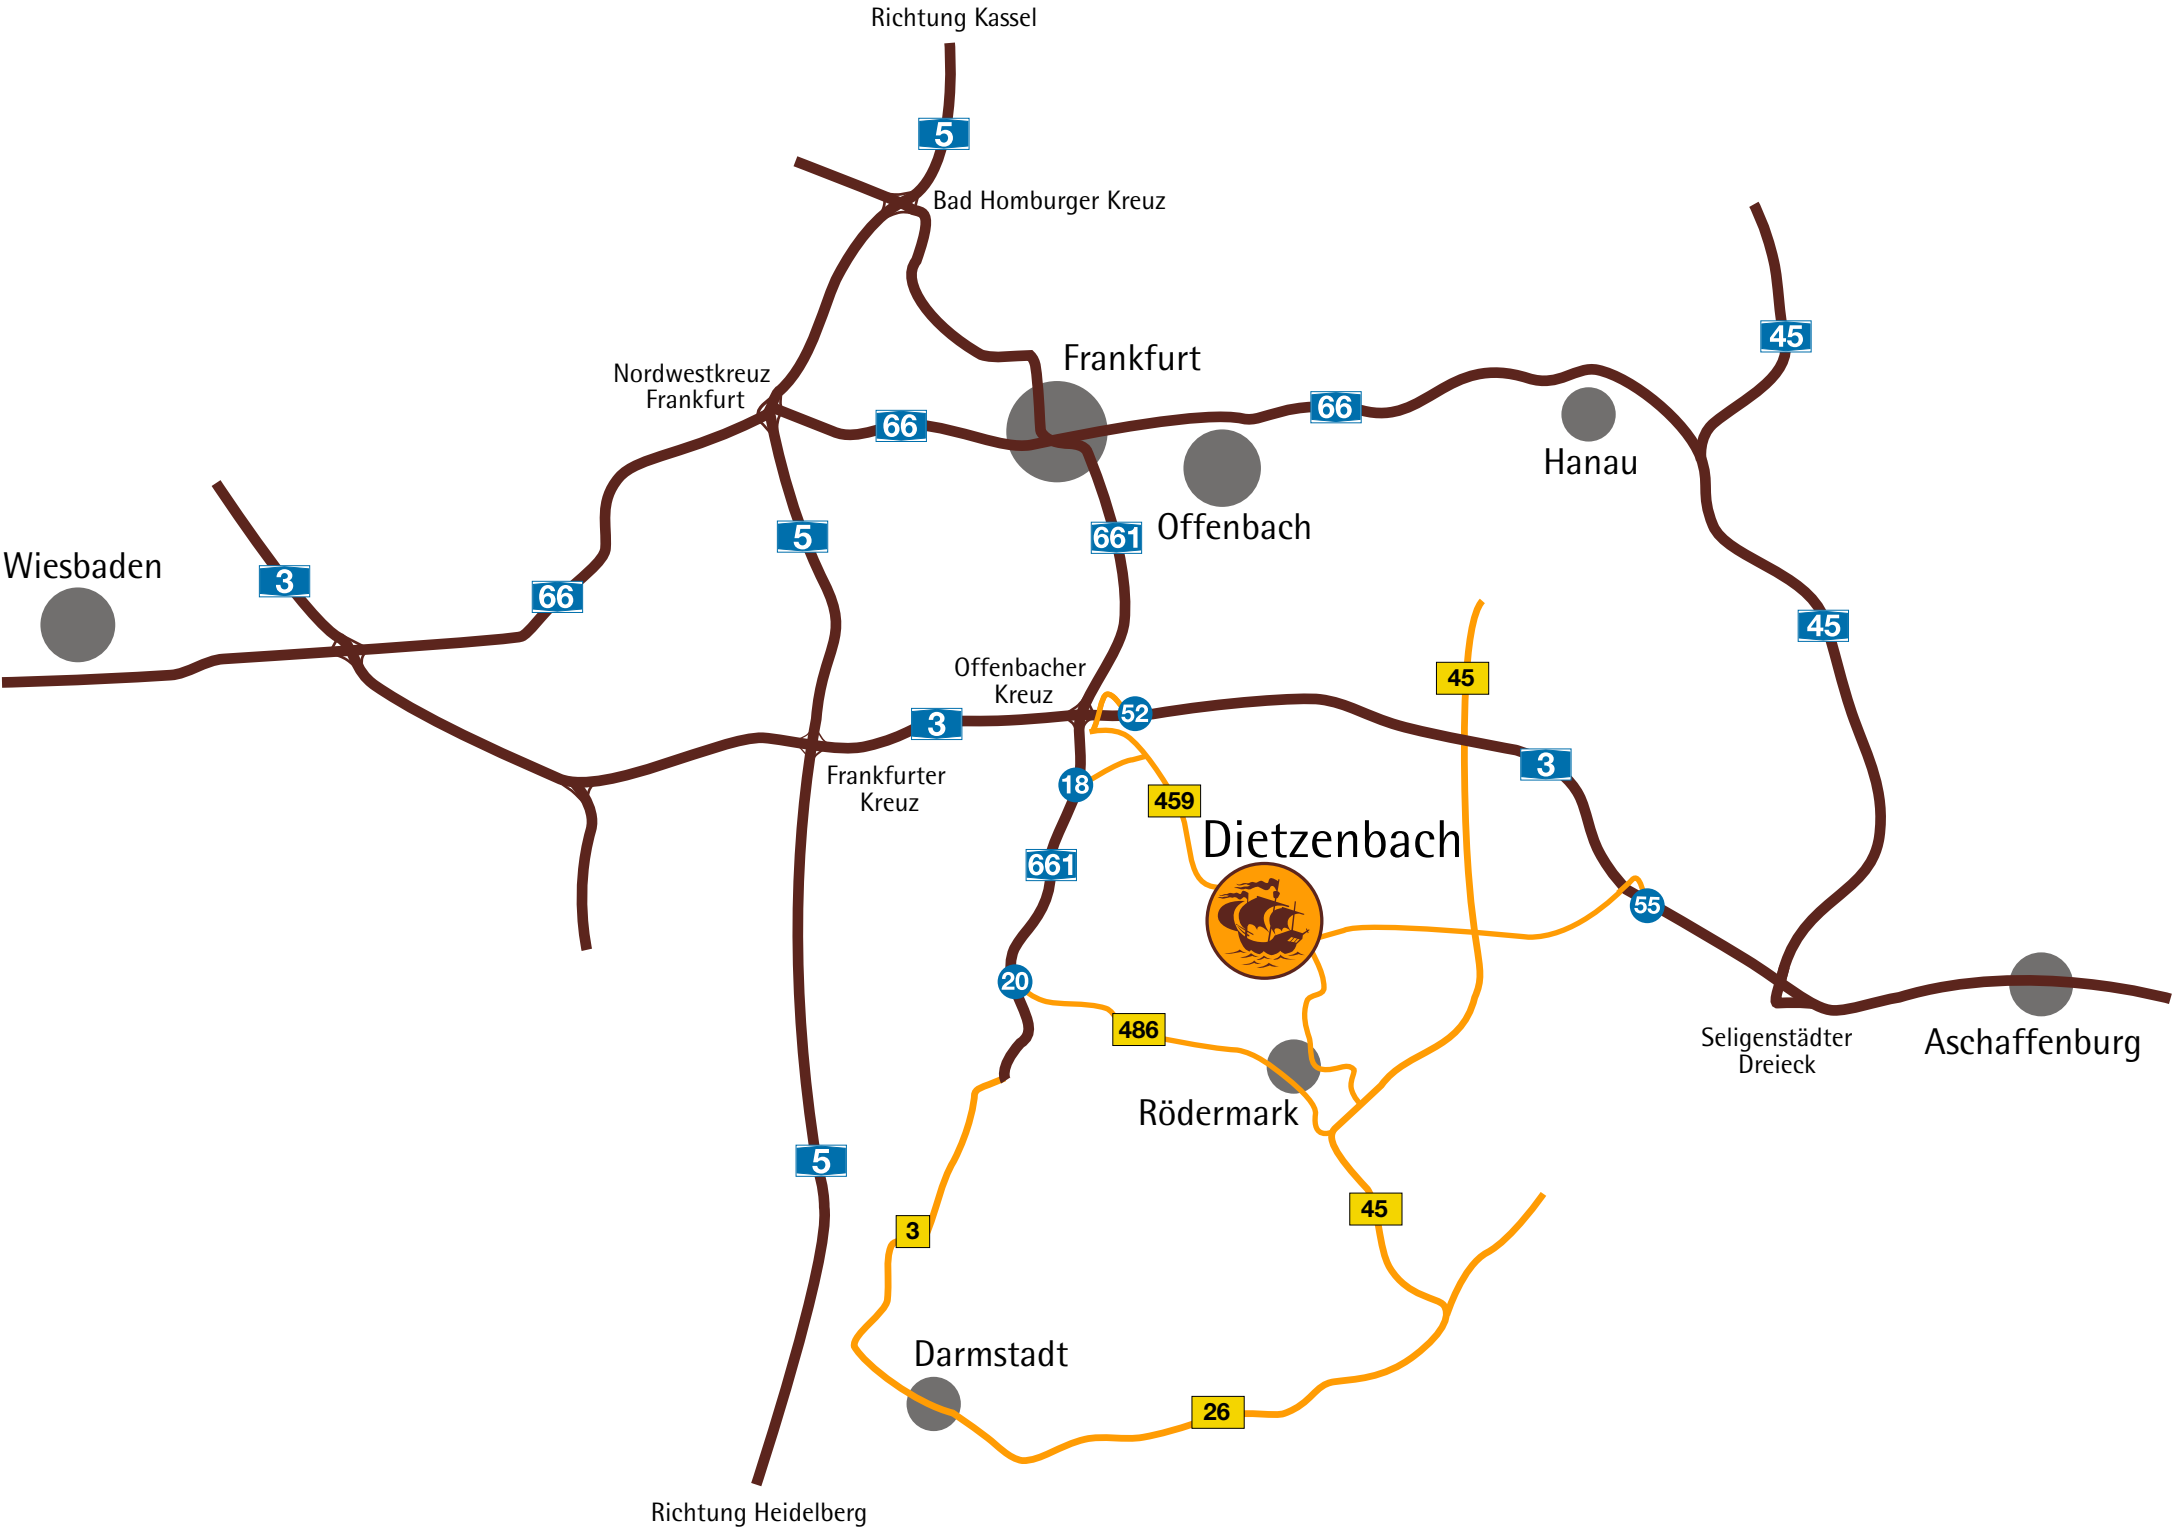 Richtung Kassel
5
Bad Homburger Kreuz
45
Frankfurt
Nordwestkreuz
Frankfurt
66
66
Hanau
Offenbach
5
661
Wiesbaden
3
66
45
Offenbacher
Kreuz
45
52
3
3
Frankfurter
Kreuz
18
459
Dietzenbach
661
55
20
486
Seligenstädter
Dreieck
Aschaffenburg
Rödermark
5
45
3
Darmstadt
26
Richtung Heidelberg